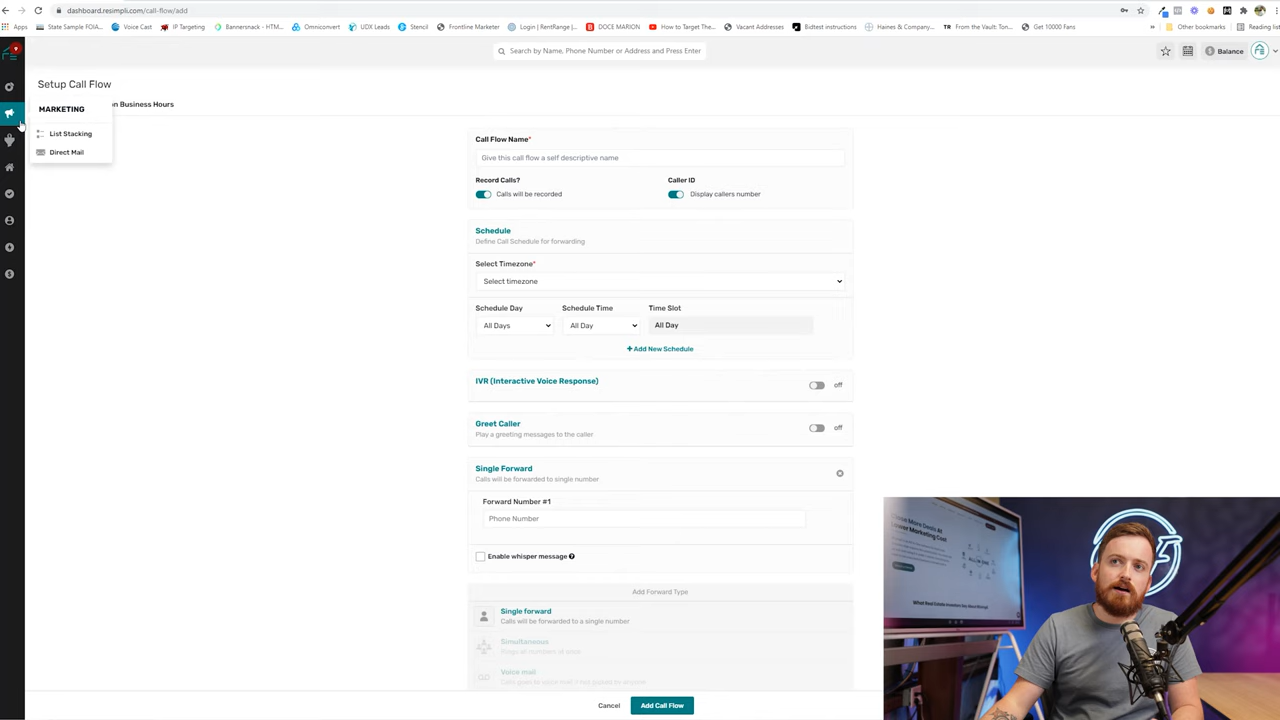 dashboard.resimpli.com/call-flow/add
State Sample FOIA... Voice Cast IP Targeting Bannersnack - HTM... Omniconvert UDX Leads Stencil Frontline Marketer Login | RentRange |... DOCE MARION How to Target The... Vacant Addresses Bidtest instructions Haines & Company,... TR From the Vault: Ton... Get 10000 Fans » Other bookmarks Reading list
Search by Name, Phone Number or Address and Press Enter
Balance
Setup Call Flow
MARKETING
on Business Hours
List Stacking
Direct Mail
Call Flow Name*
Give this call flow a self descriptive name
Record Calls? Caller ID
Calls will be recorded Display callers number
Schedule
Define Call Schedule for forwarding
Select Timezone*
Select timezone
Schedule Day Schedule Time Time Slot
All Days All Day All Day
+ Add New Schedule
IVR (Interactive Voice Response)
off
Greet Caller
Play a greeting messages to the caller
off
Single Forward
Calls will be forwarded to single number
Forward Number #1
Phone Number
Enable whisper message
Add Forward Type
Single forward
Calls will be forwarded to a single number
Simultaneous
Rings all numbers at once
Voice mail
Cancel Add Call Flow